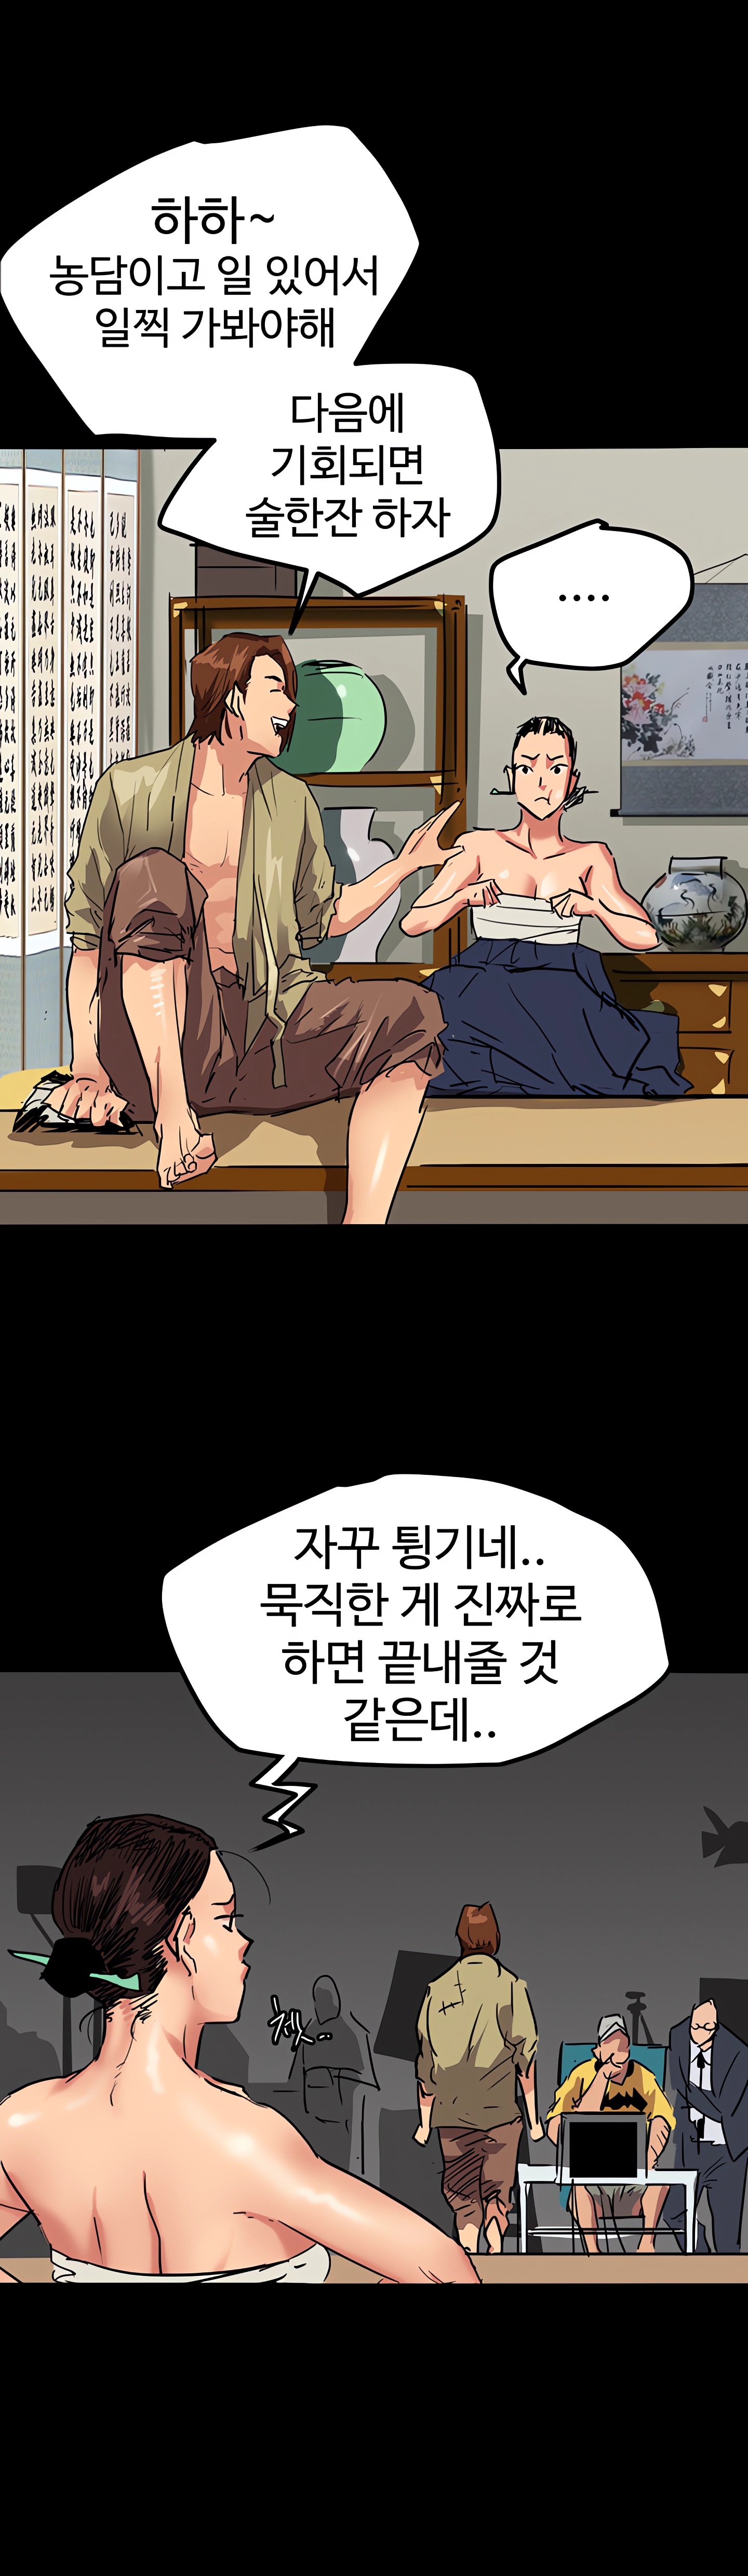 하하~
농담이고 일 있어서
일찍 가봐야해
다음에
기회되면
술한잔 하자
....
자꾸 튕기네..
묵직한 게 진짜로
하면 끝내줄 것
같은데..
쳇..